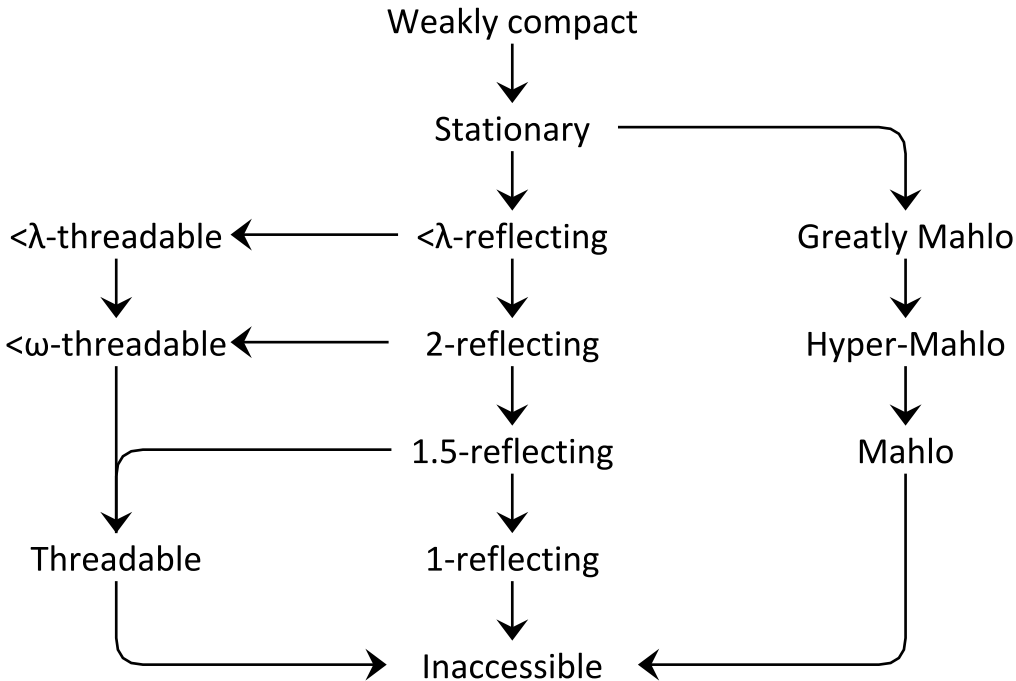 Weakly compact
Stationary
<λ-threadable
<λ-reflecting
Greatly Mahlo
<ω-threadable
2-reflecting
Hyper-Mahlo
1.5-reflecting
Mahlo
Threadable
1-reflecting
Inaccessible